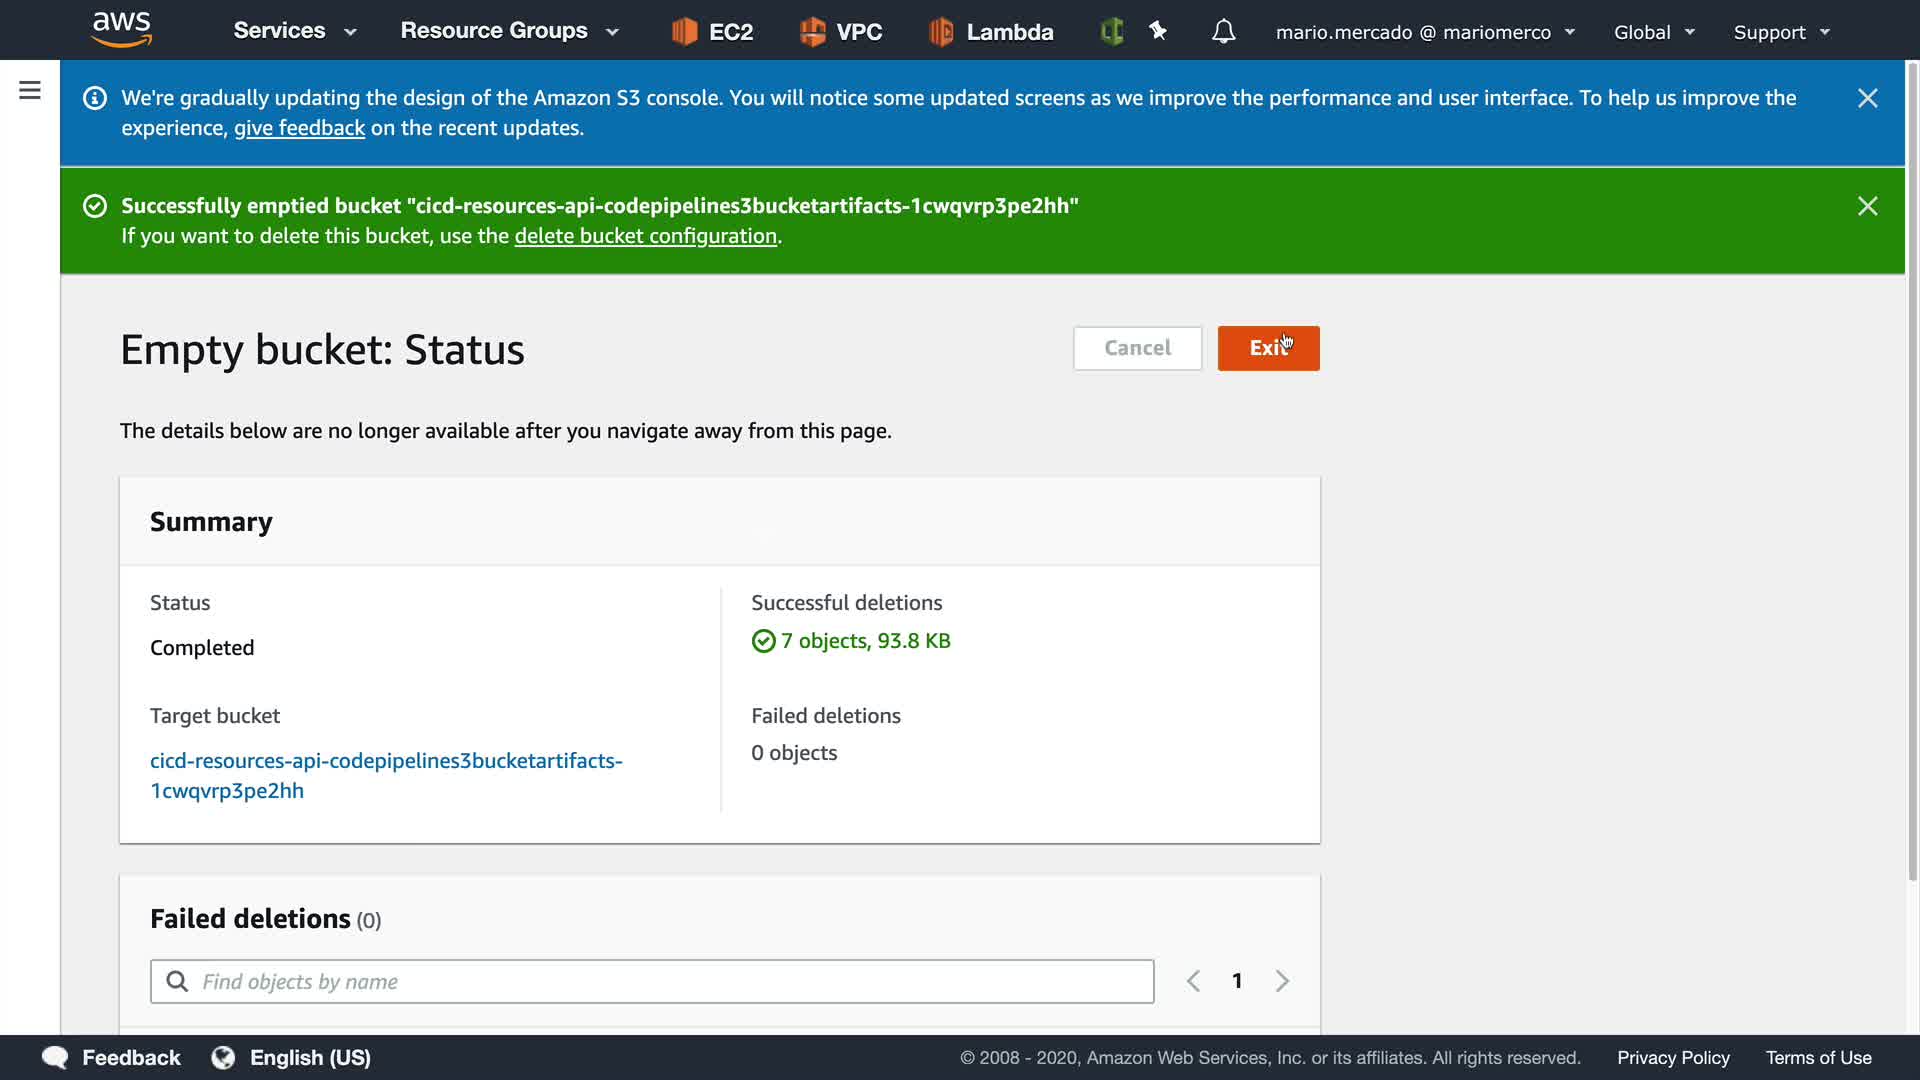 aws
Services
Resource Groups
EC2
VPC
Lambda
mario.mercado @ mariomerco
Global
Support
We're gradually updating the design of the Amazon S3 console. You will notice some updated screens as we improve the performance and user interface. To help us improve the
experience, give feedback on the recent updates.
Successfully emptied bucket "cicd-resources-api-codepipelines3bucketartifacts-1cwqvrp3pe2hh"
If you want to delete this bucket, use the delete bucket configuration.
Empty bucket: Status
Cancel
Exit
The details below are no longer available after you navigate away from this page.
Summary
Status
Completed
Successful deletions
7 objects, 93.8 KB
Target bucket
cicd-resources-api-codepipelines3bucketartifacts-
1cwqvrp3pe2hh
Failed deletions
0 objects
Failed deletions (0)
Find objects by name
1
Feedback
English (US)
© 2008 - 2020, Amazon Web Services, Inc. or its affiliates. All rights reserved.
Privacy Policy
Terms of Use